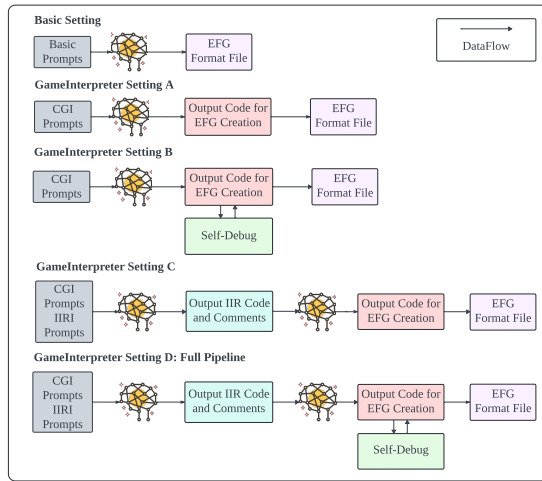 Basic Setting
Basic
Prompts
EFG
Format File
DataFlow
GameInterpreter Setting A
CGI
Prompts
Output Code for
EFG Creation
EFG
Format File
GameInterpreter Setting B
CGI
Prompts
Output Code for
EFG Creation
EFG
Format File
Self-Debug
GameInterpreter Setting C
CGI
Prompts
IIRI
Prompts
Output IIR Code
and Comments
Output Code for
EFG Creation
EFG
Format File
GameInterpreter Setting D: Full Pipeline
CGI
Prompts
IIRI
Prompts
Output IIR Code
and Comments
Output Code for
EFG Creation
EFG
Format File
Self-Debug